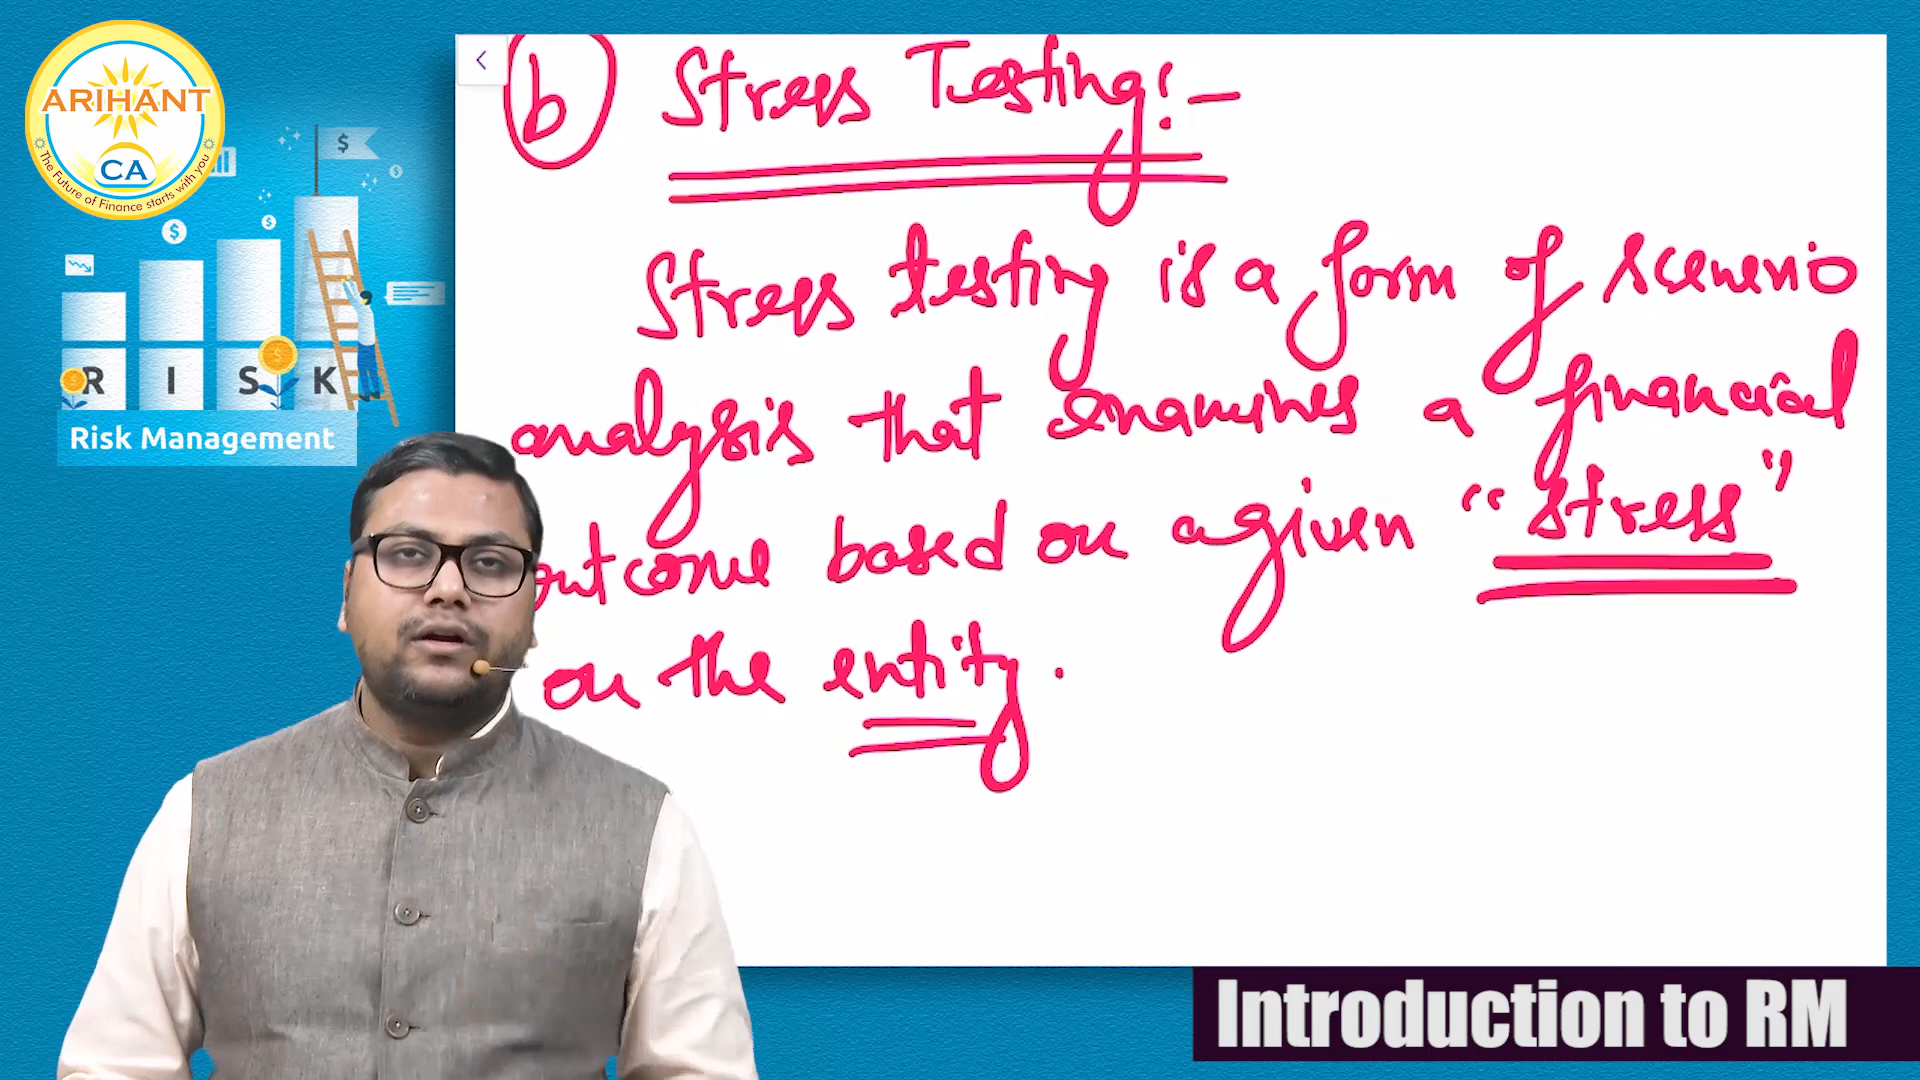 ARIHANT
CA
The Future of Finance starts with you
R I S K
Risk Management
b Stress Testing:-
Stress testing is a form of scenerio
analysis that examines a financial
outcome based on a given "stress"
on the entity.
Introduction to RM